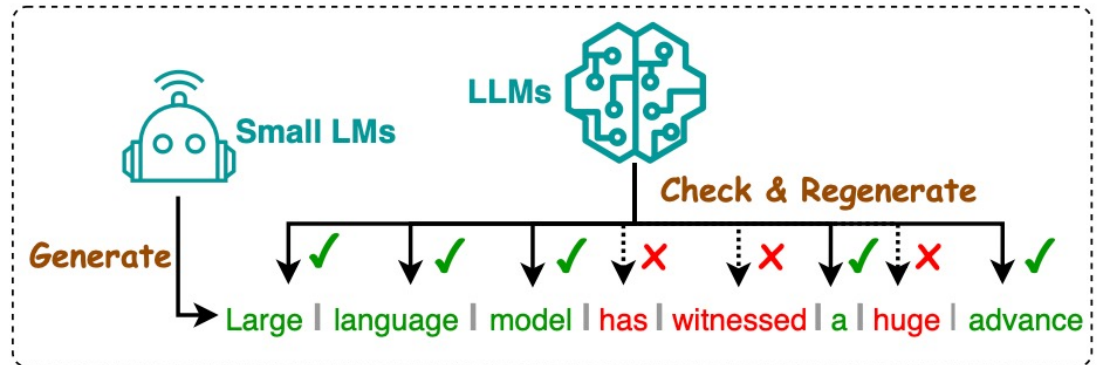 LLMs
Small LMs
Check & Regenerate
Generate
Large | language | model | has | witnessed | a | huge | advance